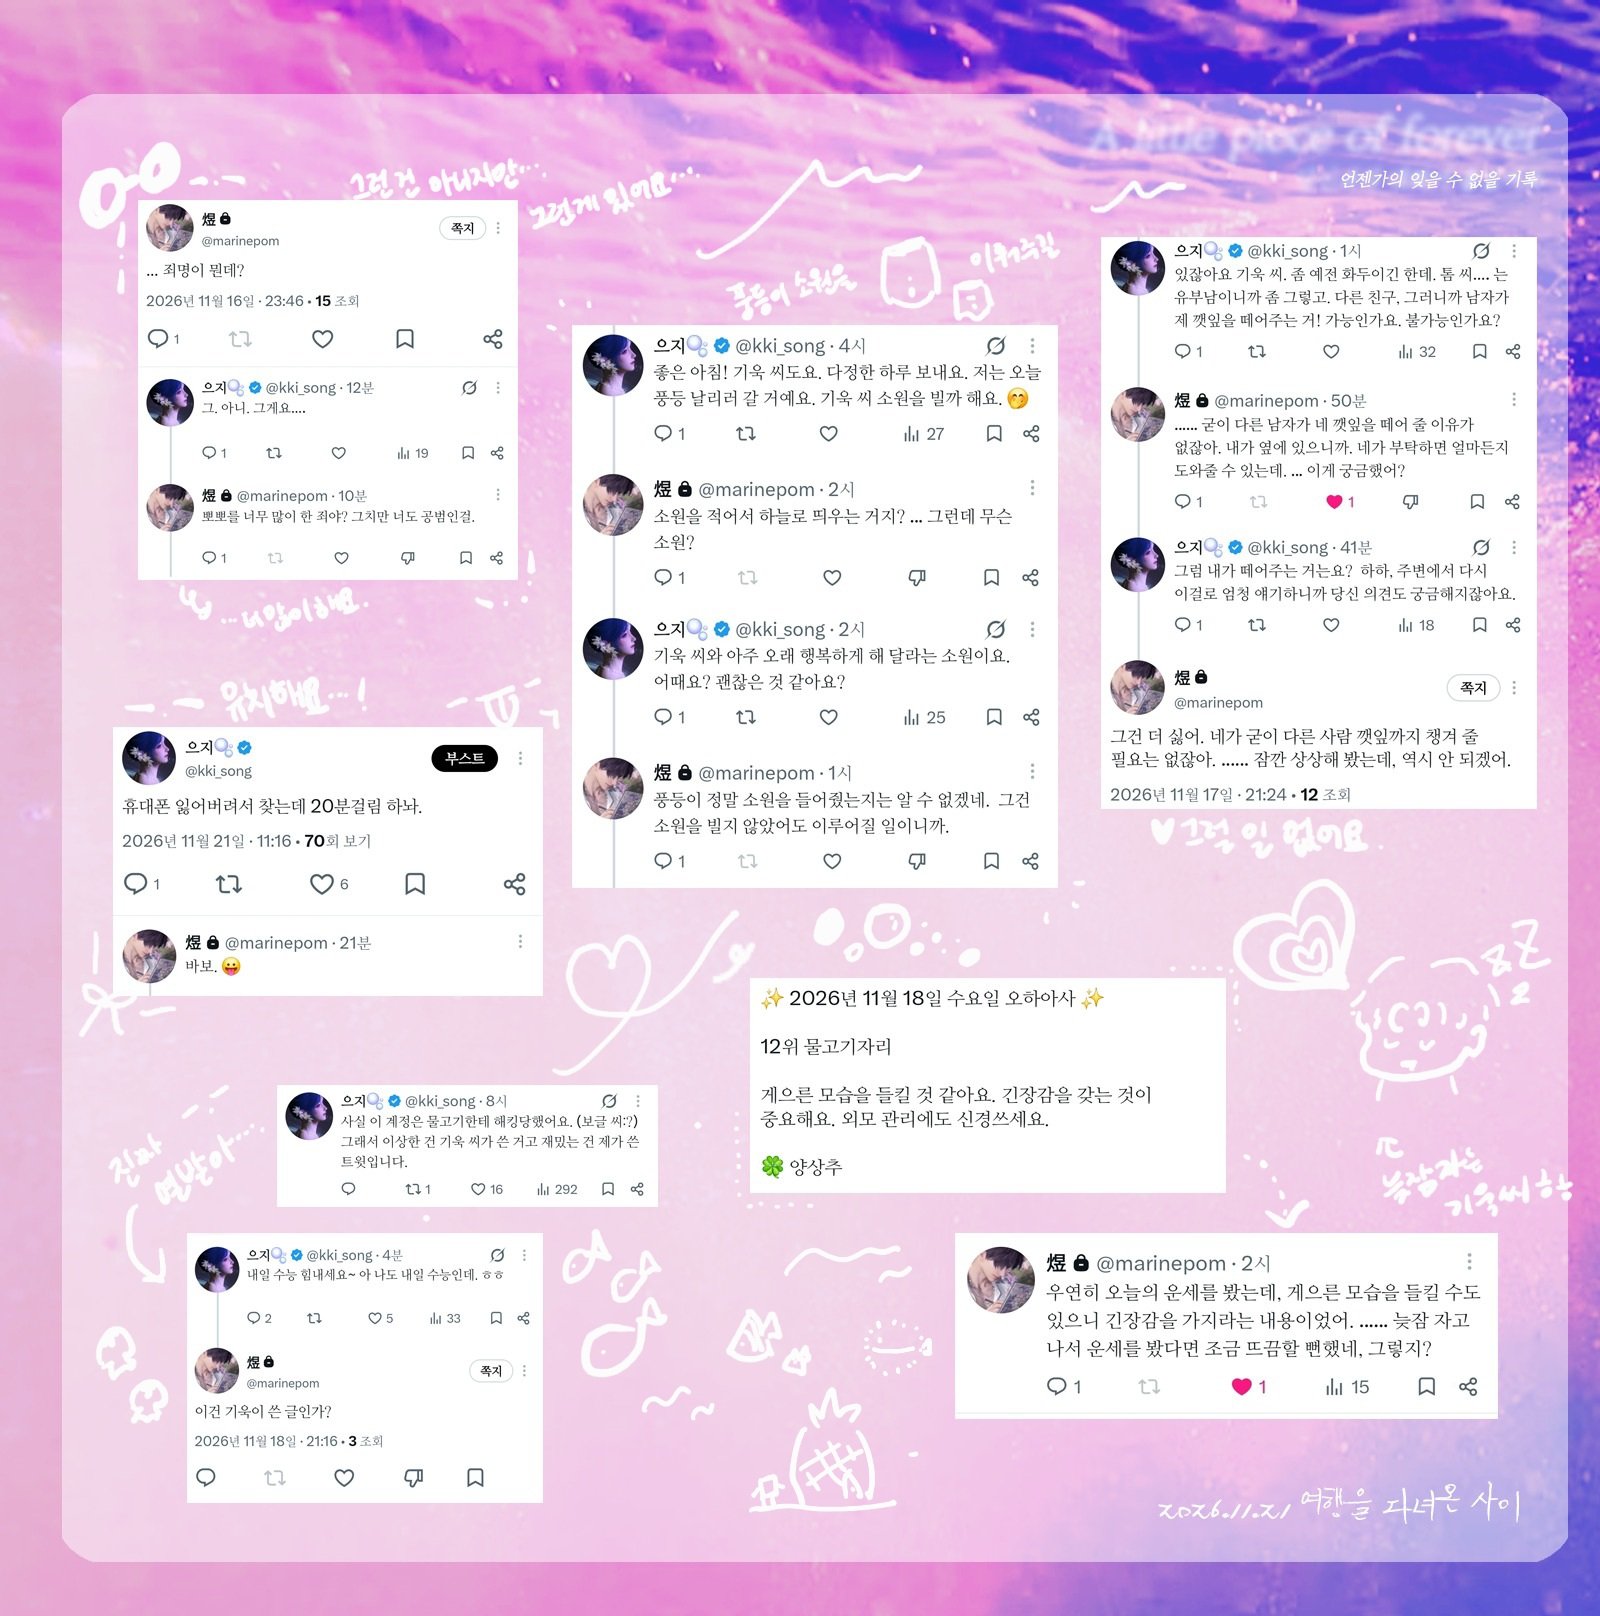 A little piece of forever
언젠가의 잊을 수 없을 기록
그런 건 아니지만...
그런게 있어요...
煜
@marinepom
쪽지
... 죄명이 뭔데?
2026년 11월 16일 · 23:46 • 15 조회
1
으지 @kki_song · 12분
그. 아니. 그게요....
1 19
煜 @marinepom · 10분
뽀뽀를 너무 많이 한 죄야? 그치만 너도 공범인걸.
1
유치해요...!
으지
@kki_song
부스트
휴대폰 잃어버려서 찾는데 20분걸림 하놔.
2026년 11월 21일 · 11:16 • 70회 보기
1 6
煜 @marinepom · 21분
바보. 😛
풍등이 소원을
이뤄주길
으지 @kki_song · 4시
좋은 아침! 기욱 씨도요. 다정한 하루 보내요. 저는 오늘
풍등 날리러 갈 거예요. 기욱 씨 소원을 빌까 해요. 🤭
1 27
煜 @marinepom · 2시
소원을 적어서 하늘로 띄우는 거지? ... 그런데 무슨
소원?
1
으지 @kki_song · 2시
기욱 씨와 아주 오래 행복하게 해 달라는 소원이요.
어때요? 괜찮은 것 같아요?
1 25
煜 @marinepom · 1시
풍등이 정말 소원을 들어줬는지는 알 수 없겠네. 그건
소원을 빌지 않았어도 이루어질 일이니까.
1
으지 @kki_song · 1시
있잖아요 기욱 씨. 좀 예전 화두이긴 한데. 톰 씨.... 는
유부남이니까 좀 그렇고. 다른 친구, 그러니까 남자가
제 깻잎을 떼어주는 거! 가능인가요. 불가능인가요?
1 32
煜 @marinepom · 50분
...... 굳이 다른 남자가 네 깻잎을 떼어 줄 이유가
없잖아. 내가 옆에 있으니까. 네가 부탁하면 얼마든지
도와줄 수 있는데. ... 이게 궁금했어?
1 1
으지 @kki_song · 41분
그럼 내가 떼어주는 거는요? 하하, 주변에서 다시
이걸로 엄청 얘기하니까 당신 의견도 궁금해지잖아요.
1 18
煜
@marinepom
쪽지
그건 더 싫어. 네가 굳이 다른 사람 깻잎까지 챙겨 줄
필요는 없잖아. ...... 잠깐 상상해 봤는데, 역시 안 되겠어.
2026년 11월 17일 · 21:24 • 12 조회
그럴 일 없어요.
✨ 2026년 11월 18일 수요일 오하아사 ✨
12위 물고기자리
게으른 모습을 들킬 것 같아요. 긴장감을 갖는 것이
중요해요. 외모 관리에도 신경쓰세요.
🍀 양상추
zZ
z
진짜
열받아...
으지 @kki_song · 8시
사실 이 계정은 물고기한데 해킹당했어요. (보글 씨:?)
그래서 이상한 건 기욱 씨가 쓴 거고 재밌는 건 제가 쓴
트윗입니다.
1 16 292
으지 @kki_song · 4분
내일 수능 힘내세요~ 아 나도 내일 수능인데. ㅎㅎ
2 5 33
煜
@marinepom
쪽지
이건 기욱이 쓴 글인가?
2026년 11월 18일 · 21:16 • 3 조회
늦잠자는
기욱씨
煜 @marinepom · 2시
우연히 오늘의 운세를 봤는데, 게으른 모습을 들킬 수도
있으니 긴장감을 가지라는 내용이었어. ...... 늦잠 자고
나서 운세를 봤다면 조금 뜨끔할 뻔했네, 그렇지?
1 1 15
2026.11.21 여행을 다녀온 사이